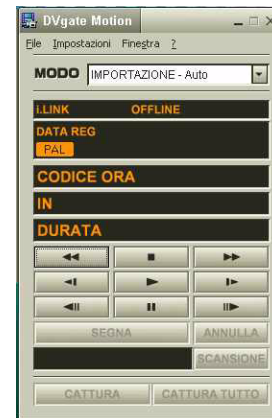 DVgate Motion
File Impostazioni Finestra ?
MODO IMPORTAZIONE - Auto
i.LINK OFFLINE
DATA REG
PAL
CODICE ORA
IN
DURATA
SEGNA ANNULLA
SCANSIONE
CATTURA CATTURA TUTTO